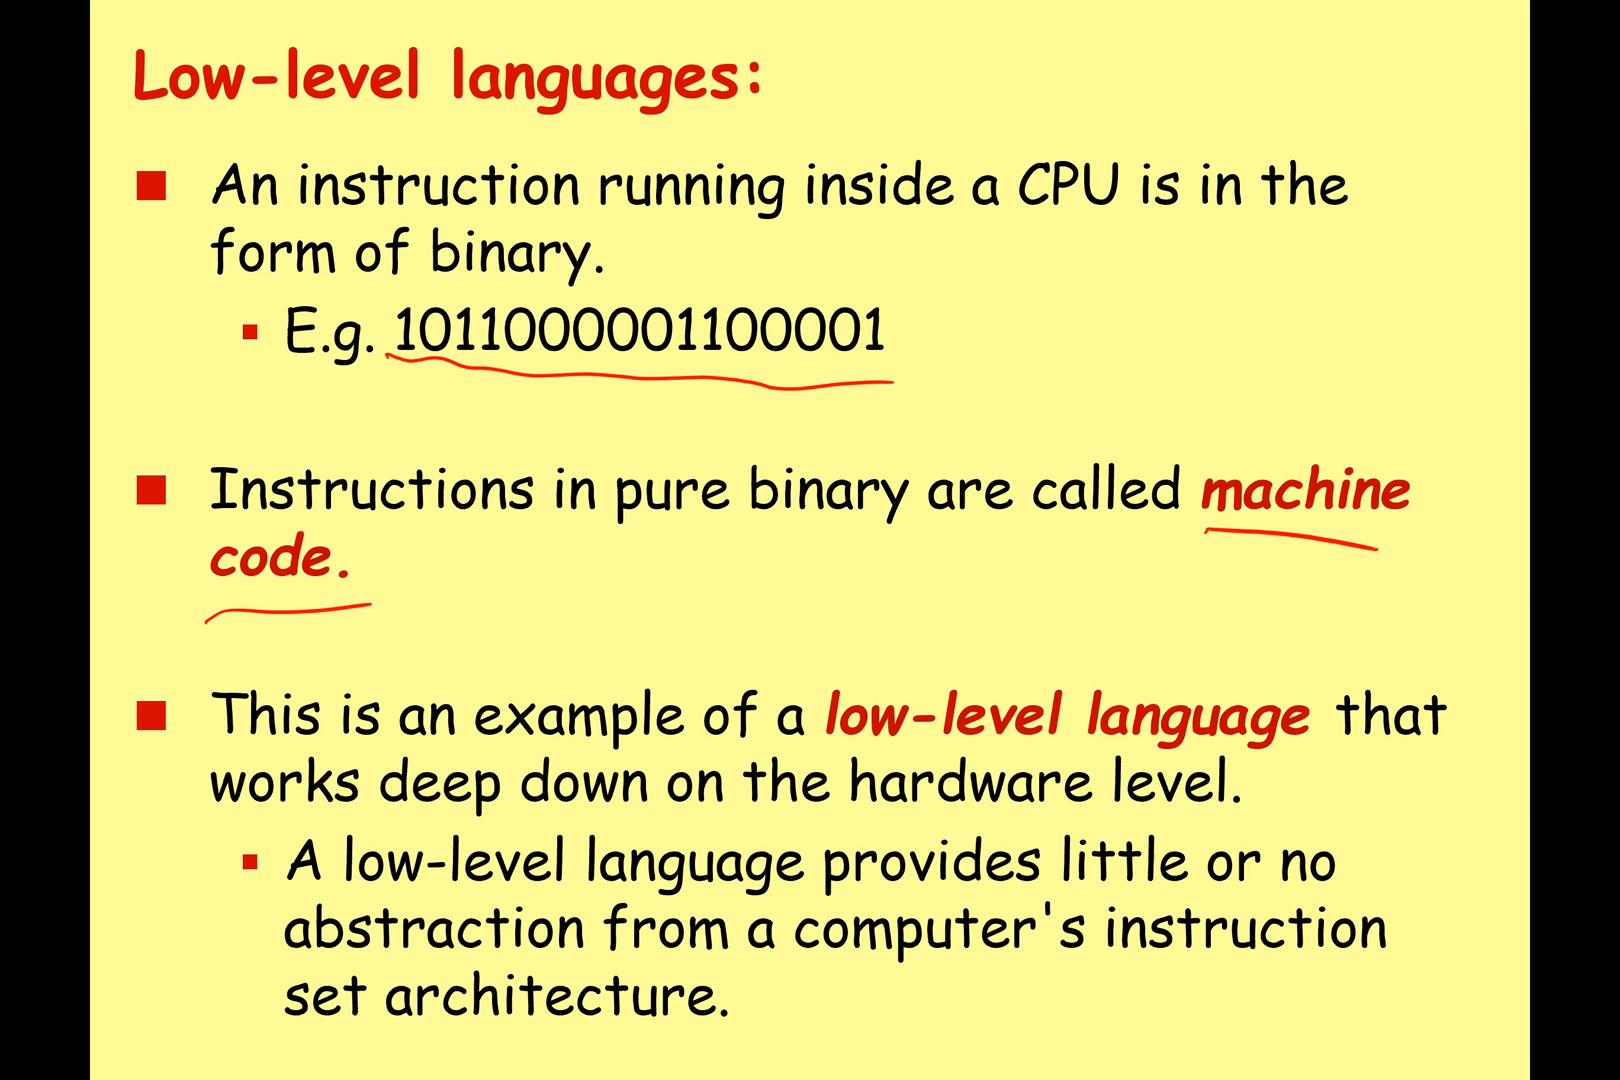 Low-level languages:
An instruction running inside a CPU is in the
form of binary.
E.g. 1011000001100001
Instructions in pure binary are called machine
code.
This is an example of a low-level language that
works deep down on the hardware level.
A low-level language provides little or no
abstraction from a computer's instruction
set architecture.